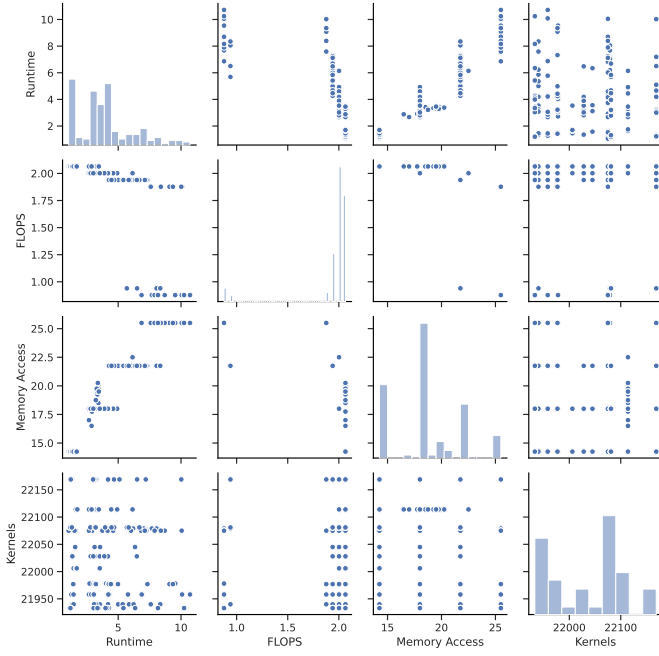 10
8
6
4
2
Runtime
2.00
1.75
1.50
1.25
1.00
FLOPS
25.0
22.5
20.0
17.5
15.0
Memory Access
22150
22100
22050
22000
21950
Kernels
5 10
Runtime
1.0 1.5 2.0
FLOPS
15 20 25
Memory Access
22000 22100
Kernels